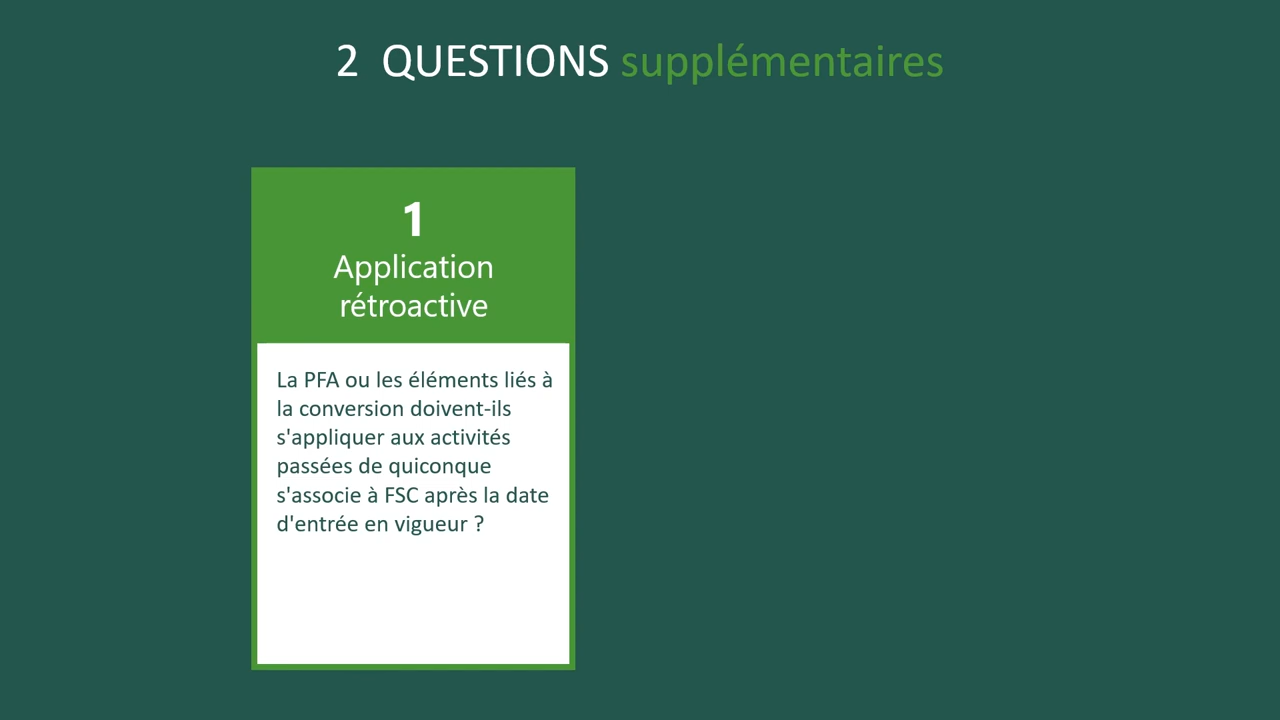 2 QUESTIONS supplémentaires
1
Application
rétroactive
La PFA ou les éléments liés à
la conversion doivent-ils
s'appliquer aux activités
passées de quiconque
s'associe à FSC après la date
d'entrée en vigueur ?